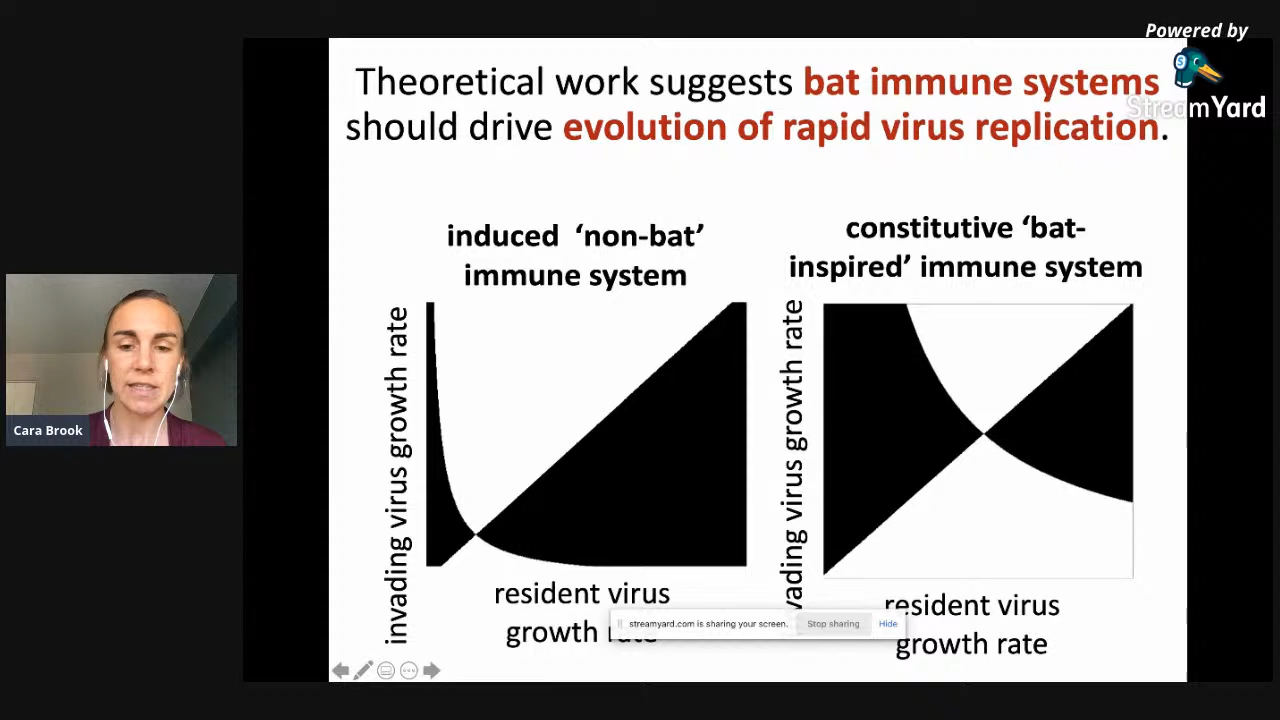 Powered by
StreamYard
Theoretical work suggests bat immune systems
should drive evolution of rapid virus replication.
induced ‘non-bat’
immune system
invading virus growth rate
resident virus
growth rate
constitutive ‘bat-
inspired’ immune system
vading virus growth rate
resident virus
growth rate
streamyard.com is sharing your screen.
Stop sharing
Hide
Cara Brook